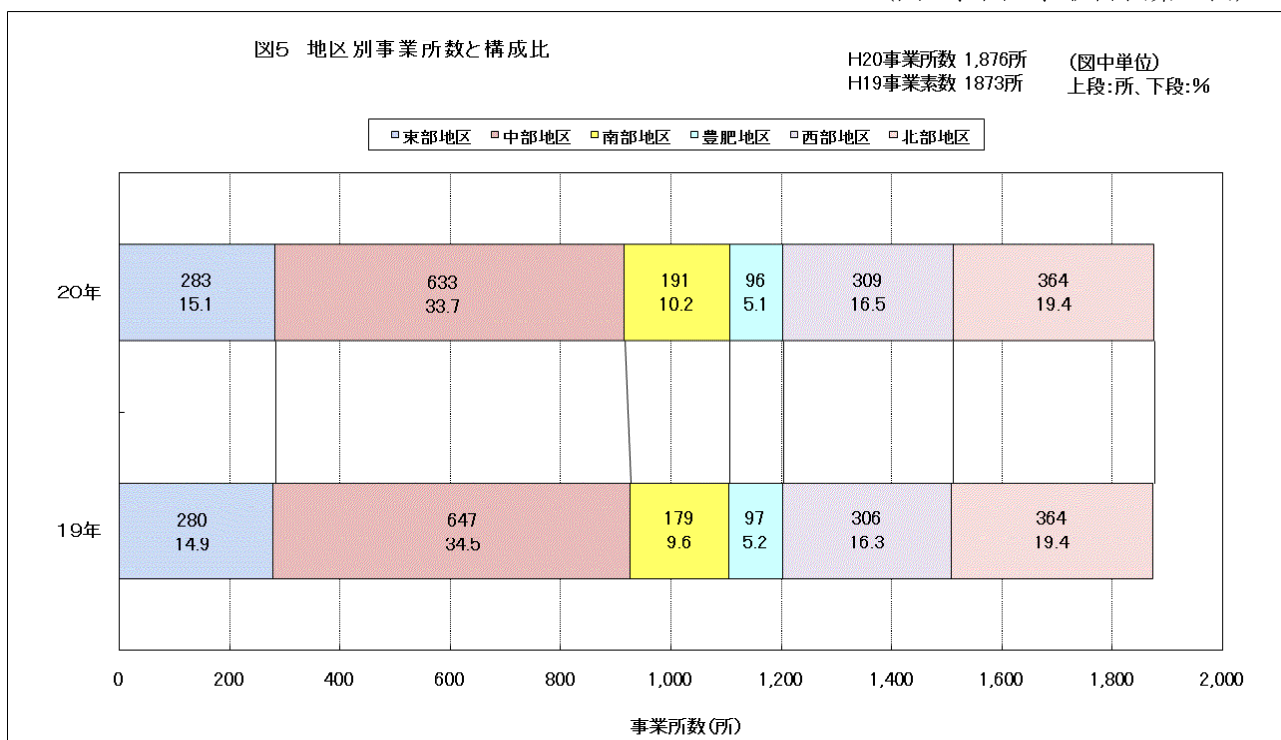 図5 地区別事業所数と構成比
H20事業所数 1,876所 (図中単位)
H19事業素数 1873所 上段:所、下段:%
東部地区 中部地区 南部地区 豊肥地区 西部地区 北部地区
20年
283 633 191 96 309 364
15.1 33.7 10.2 5.1 16.5 19.4
19年
280 647 179 97 306 364
14.9 34.5 9.6 5.2 16.3 19.4
0 200 400 600 800 1,000 1,200 1,400 1,600 1,800 2,000
事業所数(所)